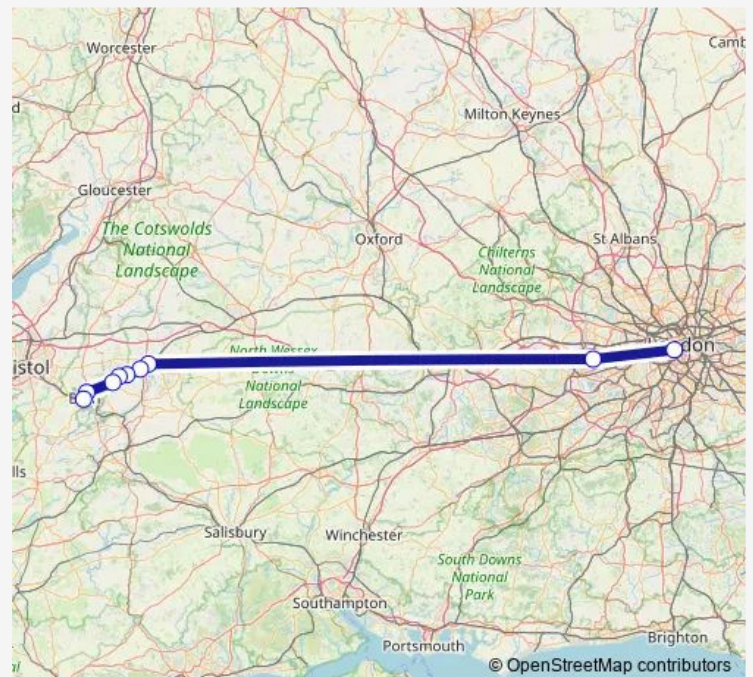 Worcester
Camb
d
Milton Keynes
Gloucester
The Cotswolds
National
Landscape
Oxford
St Albans
Chilterns
National
Landscape
North Wessex
National
Landscape
don
istol
B
lls
Salisbury
Winchester
South Downs
National
Park
Southampton
Portsmouth
Brighton
al
© OpenStreetMap contributors